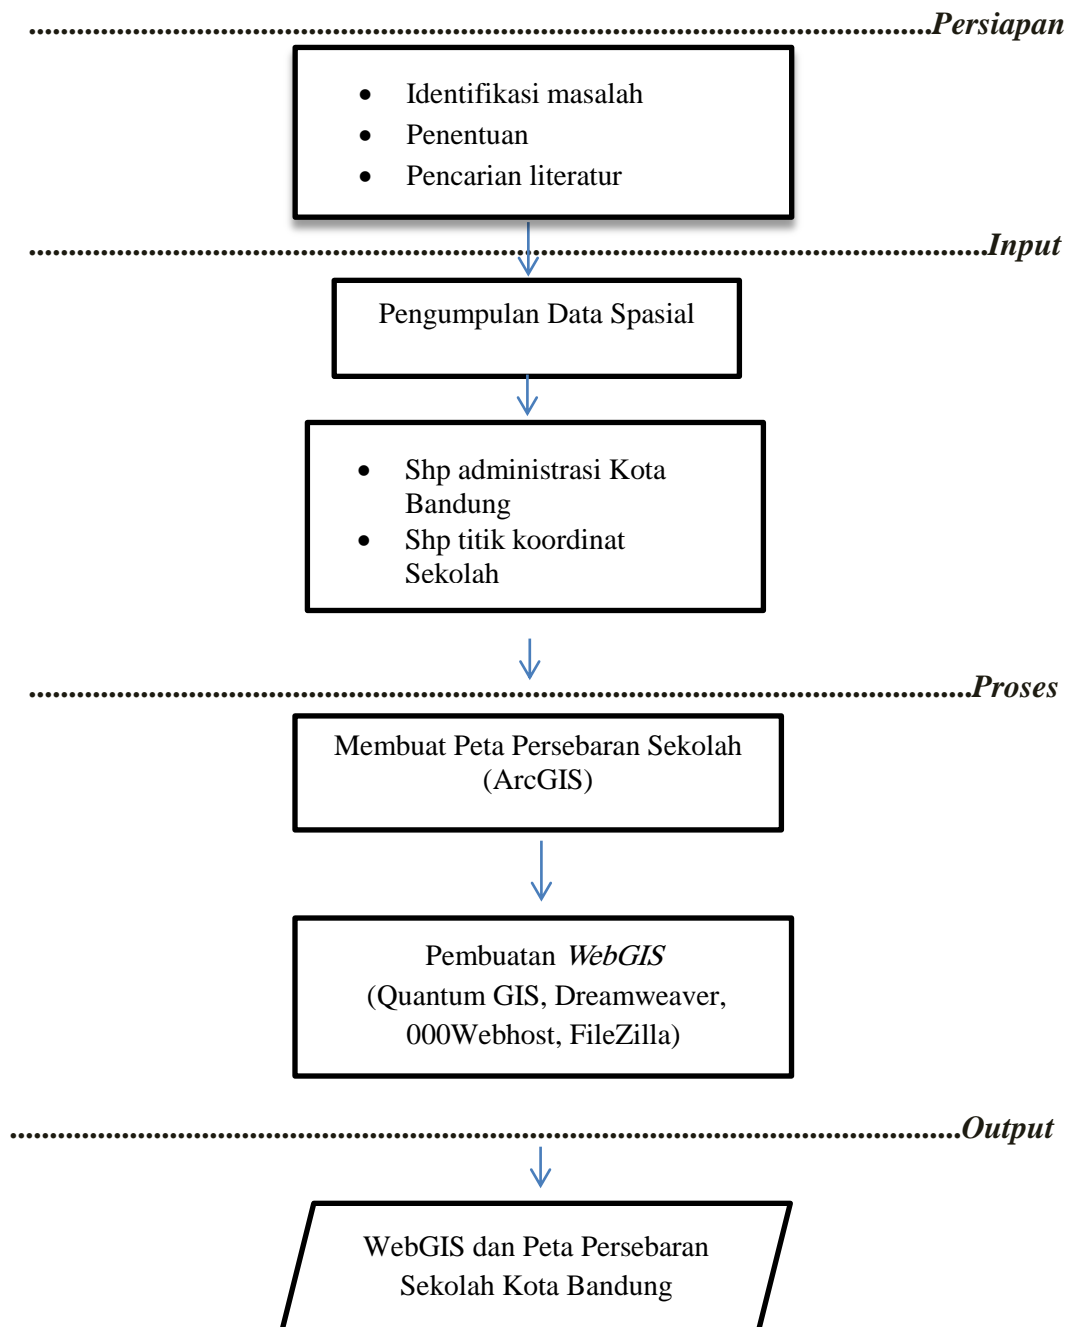 Persiapan
• Identifikasi masalah
• Penentuan
• Pencarian literatur
Input
Pengumpulan Data Spasial
• Shp administrasi Kota
Bandung
• Shp titik koordinat
Sekolah
Proses
Membuat Peta Persebaran Sekolah
(ArcGIS)
Pembuatan WebGIS
(Quantum GIS, Dreamweaver,
000Webhost, FileZilla)
Output
WebGIS dan Peta Persebaran
Sekolah Kota Bandung